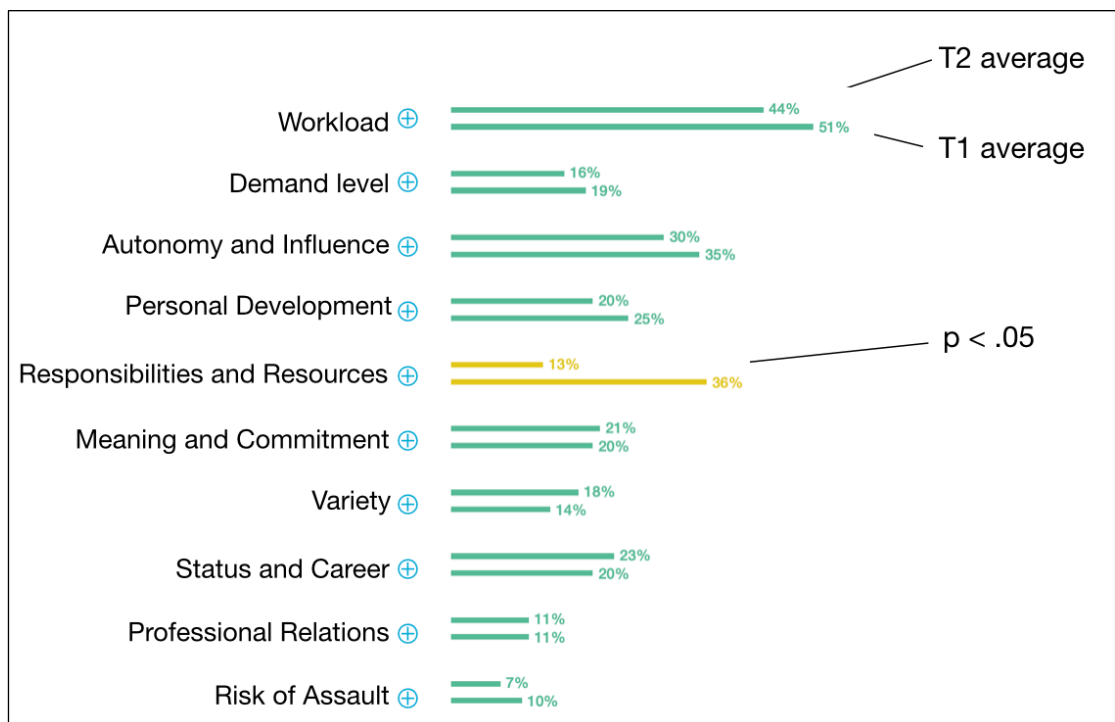 T2 average
Workload
44%
51%
T1 average
Demand level
16%
19%
Autonomy and Influence
30%
35%
Personal Development
20%
25%
p < .05
Responsibilities and Resources
13%
36%
Meaning and Commitment
21%
20%
Variety
18%
14%
Status and Career
23%
20%
Professional Relations
11%
11%
Risk of Assault
7%
10%